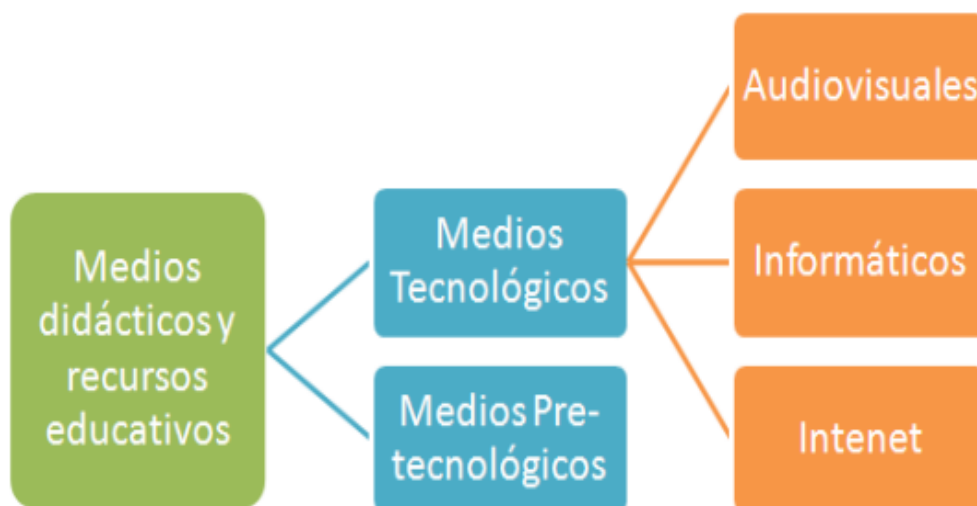 Medios
didácticos y
recursos
educativos
Medios
Tecnológicos
Medios Pre-
tecnológicos
Audiovisuales
Informáticos
Intenet